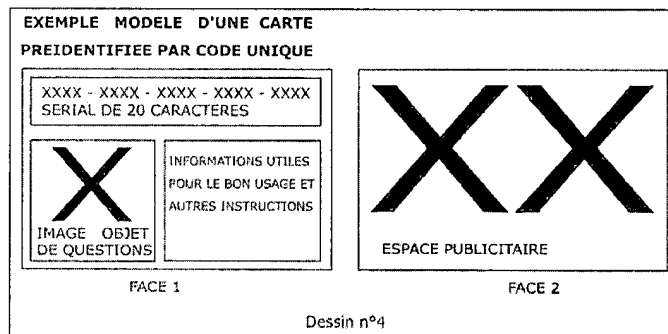 EXEMPLE MODELE D'UNE CARTE
PREIDENTIFIEE PAR CODE UNIQUE
XXXX - XXXX - XXXX - XXXX - XXXX
SERIAL DE 20 CARACTERES
IMAGE OBJET
DE QUESTIONS
INFORMATIONS UTILES
POUR LE BON USAGE ET
AUTRES INSTRUCTIONS
FACE 1
ESPACE PUBLICITAIRE
FACE 2
Dessin n°4